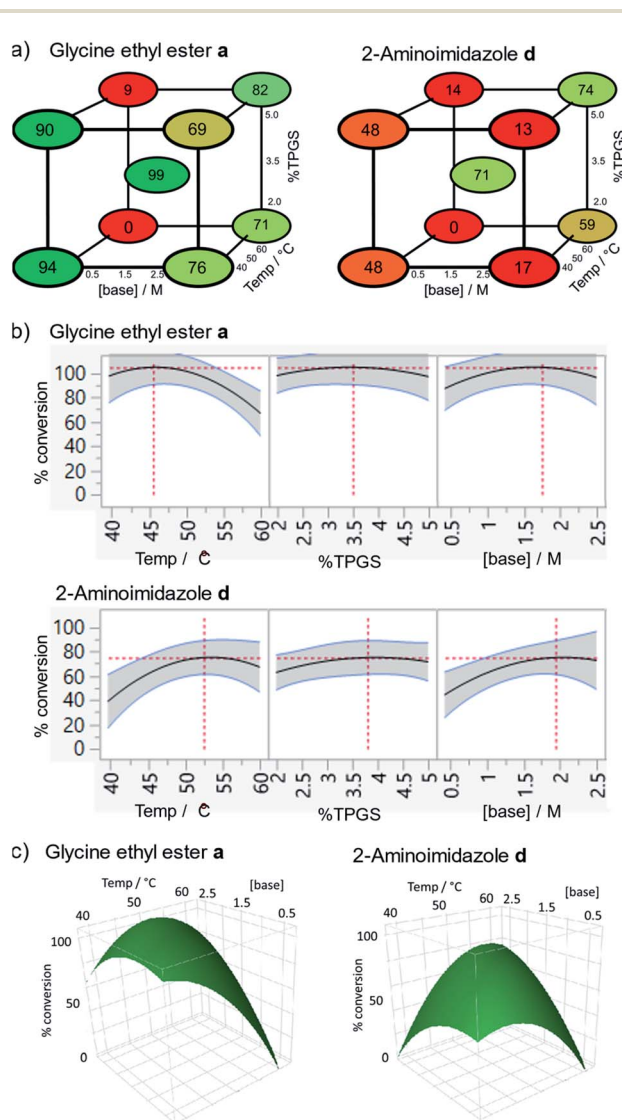 a) Glycine ethyl ester a
2-Aminoimidazole d
9 82
90 69
5.0
99
3.5
%TPGS
2.0
0 71
60
50
40
Temp / °C
94 76
0.5 1.5 2.5
[base] / M
14 74
48 13
5.0
71
3.5
%TPGS
2.0
0 59
60
50
40
Temp / °C
48 17
0.5 1.5 2.5
[base] / M
b) Glycine ethyl ester a
% conversion
100
80
60
40
20
0
40 45 50 55 60
2 2.5 3 3.5 4 4.5 5
0.5 1 1.5 2 2.5
Temp / °C %TPGS [base] / M
2-Aminoimidazole d
% conversion
100
80
60
40
20
0
40 45 50 55 60
2 2.5 3 3.5 4 4.5 5
0.5 1 1.5 2 2.5
Temp / °C %TPGS [base] / M
c) Glycine ethyl ester a
2-Aminoimidazole d
Temp / °C [base]
40 50 60 2.5 1.5 0.5
% conversion
100
50
0
Temp / °C [base]
40 50 60 2.5 1.5 0.5
% conversion
100
50
0